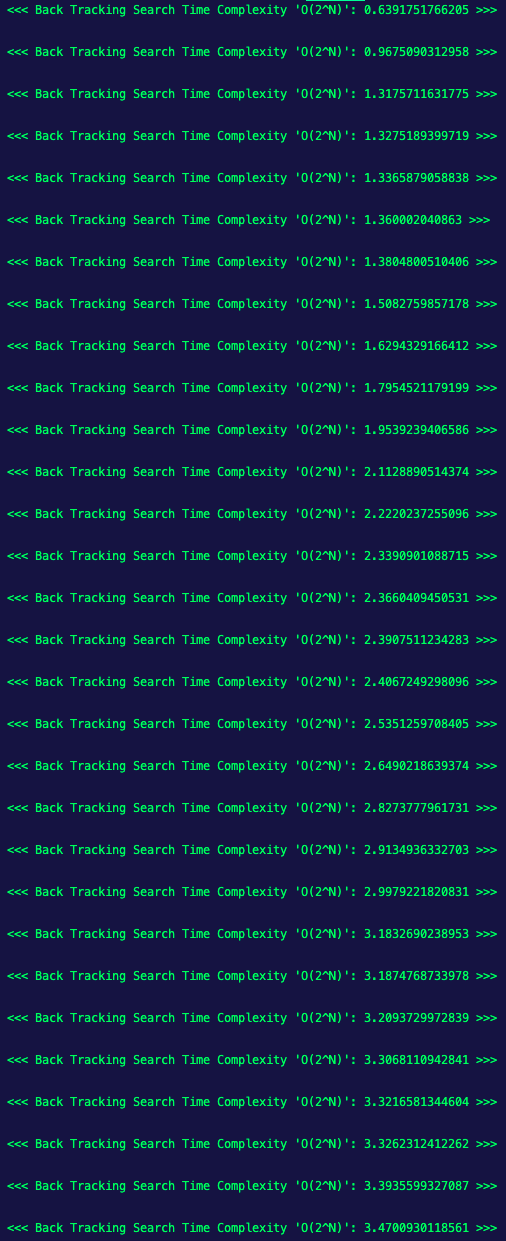 <<< Back Tracking Search Time Complexity 'O(2^N)': 0.6391751766205 >>>
<<< Back Tracking Search Time Complexity 'O(2^N)': 0.9675090312958 >>>
<<< Back Tracking Search Time Complexity 'O(2^N)': 1.3175711631775 >>>
<<< Back Tracking Search Time Complexity 'O(2^N)': 1.3275189399719 >>>
<<< Back Tracking Search Time Complexity 'O(2^N)': 1.3365879058838 >>>
<<< Back Tracking Search Time Complexity 'O(2^N)': 1.360002040863 >>>
<<< Back Tracking Search Time Complexity 'O(2^N)': 1.3804800510406 >>>
<<< Back Tracking Search Time Complexity 'O(2^N)': 1.5082759857178 >>>
<<< Back Tracking Search Time Complexity 'O(2^N)': 1.6294329166412 >>>
<<< Back Tracking Search Time Complexity 'O(2^N)': 1.7954521179199 >>>
<<< Back Tracking Search Time Complexity 'O(2^N)': 1.9539239406586 >>>
<<< Back Tracking Search Time Complexity 'O(2^N)': 2.1128890514374 >>>
<<< Back Tracking Search Time Complexity 'O(2^N)': 2.2220237255096 >>>
<<< Back Tracking Search Time Complexity 'O(2^N)': 2.3390901088715 >>>
<<< Back Tracking Search Time Complexity 'O(2^N)': 2.3660409450531 >>>
<<< Back Tracking Search Time Complexity 'O(2^N)': 2.3907511234283 >>>
<<< Back Tracking Search Time Complexity 'O(2^N)': 2.4067249298096 >>>
<<< Back Tracking Search Time Complexity 'O(2^N)': 2.5351259708405 >>>
<<< Back Tracking Search Time Complexity 'O(2^N)': 2.6490218639374 >>>
<<< Back Tracking Search Time Complexity 'O(2^N)': 2.8273777961731 >>>
<<< Back Tracking Search Time Complexity 'O(2^N)': 2.9134936332703 >>>
<<< Back Tracking Search Time Complexity 'O(2^N)': 2.9979221820831 >>>
<<< Back Tracking Search Time Complexity 'O(2^N)': 3.1832690238953 >>>
<<< Back Tracking Search Time Complexity 'O(2^N)': 3.1874768733978 >>>
<<< Back Tracking Search Time Complexity 'O(2^N)': 3.2093729972839 >>>
<<< Back Tracking Search Time Complexity 'O(2^N)': 3.3068110942841 >>>
<<< Back Tracking Search Time Complexity 'O(2^N)': 3.3216581344604 >>>
<<< Back Tracking Search Time Complexity 'O(2^N)': 3.3262312412262 >>>
<<< Back Tracking Search Time Complexity 'O(2^N)': 3.3935599327087 >>>
<<< Back Tracking Search Time Complexity 'O(2^N)': 3.4700930118561 >>>